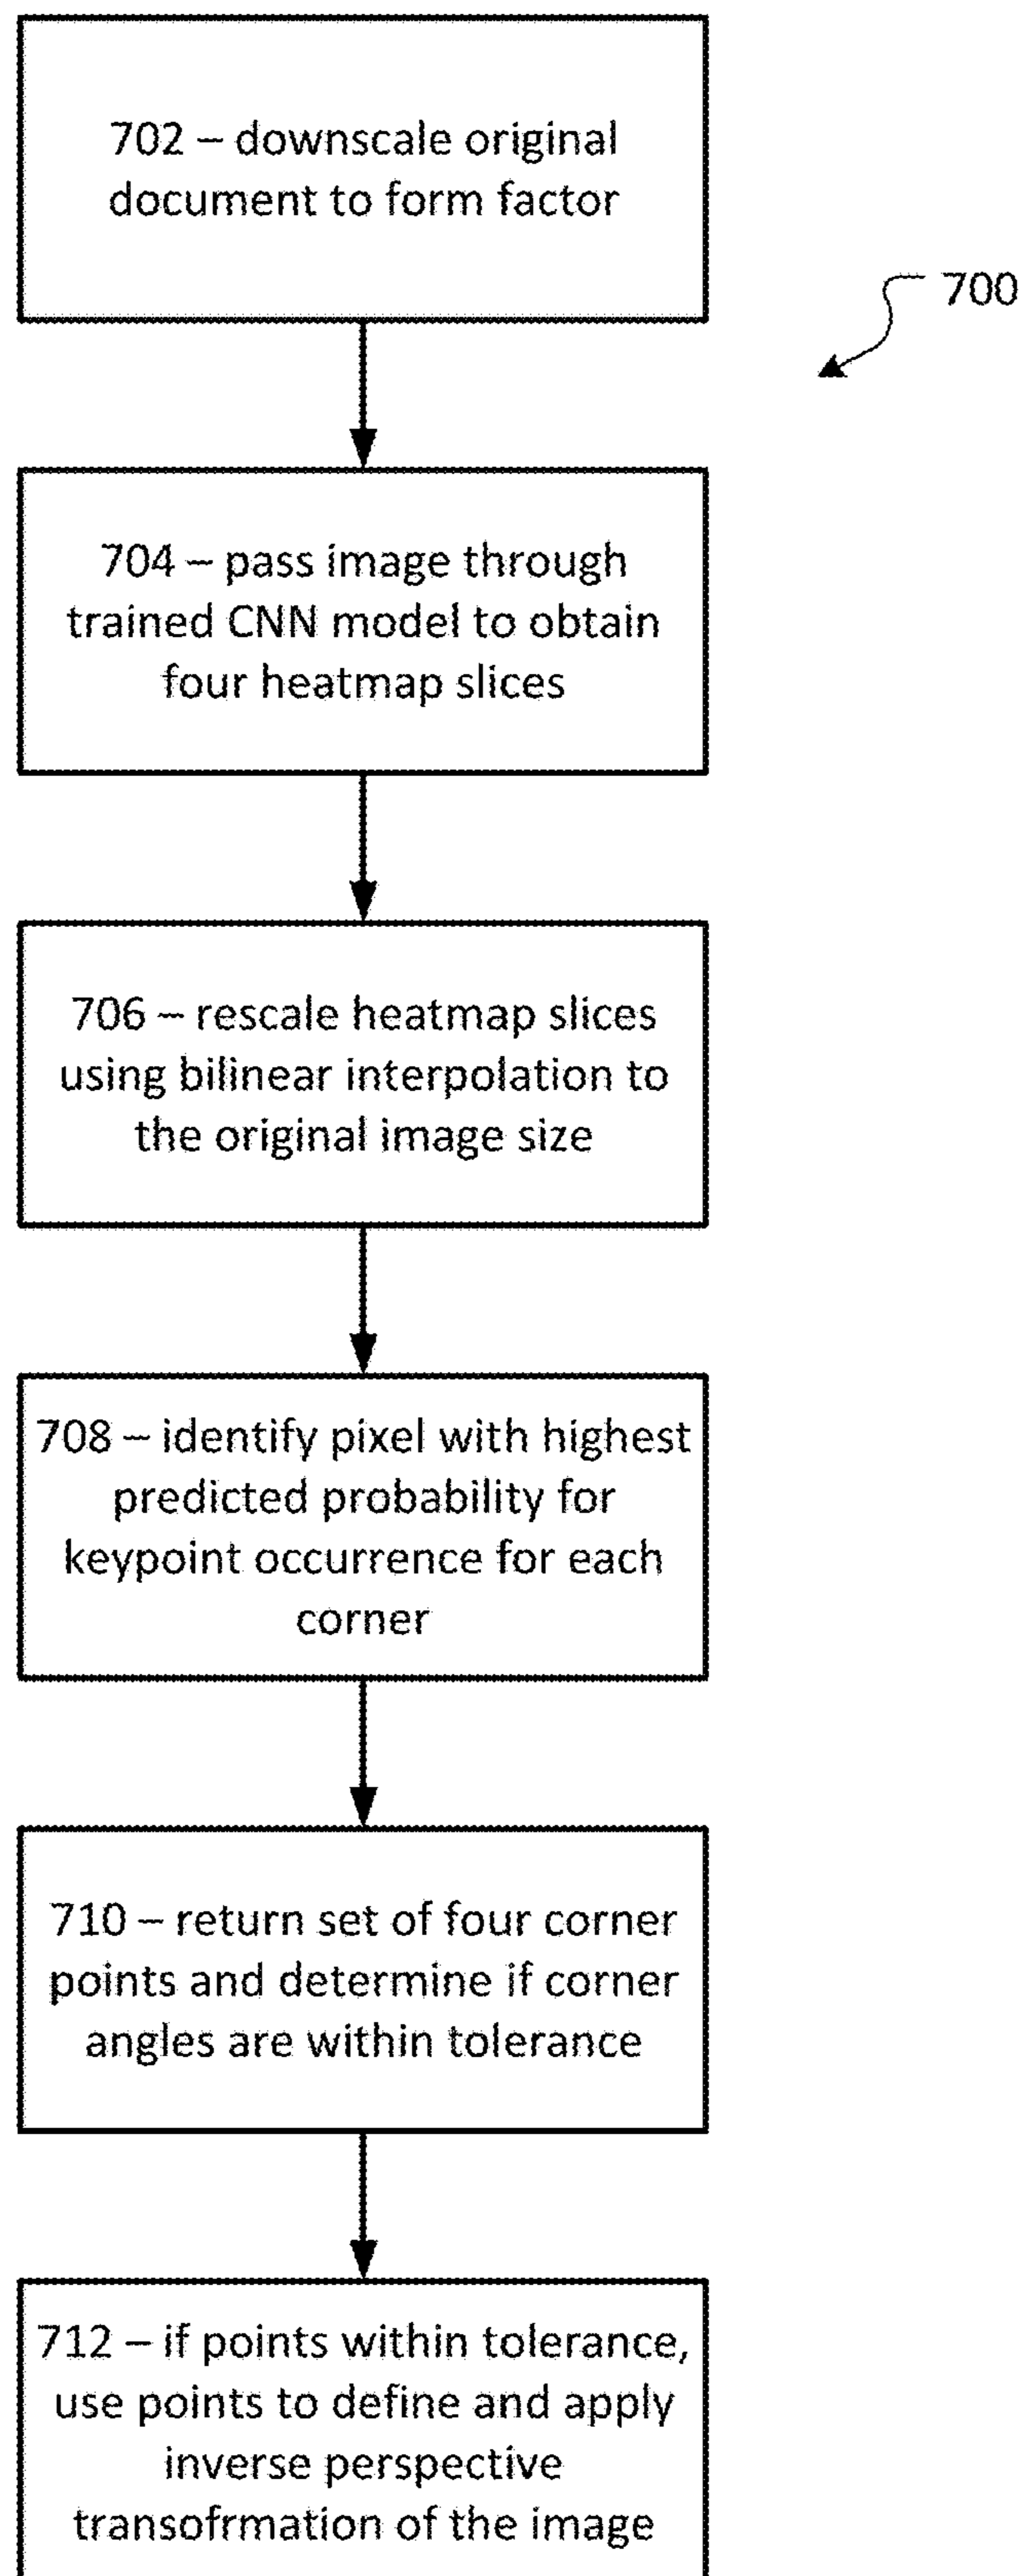 702 – downscale original
document to form factor
700
704 – pass image through
trained CNN model to obtain
four heatmap slices
706 – rescale heatmap slices
using bilinear interpolation to
the original image size
708 – identify pixel with highest
predicted probability for
keypoint occurrence for each
corner
710 – return set of four corner
points and determine if corner
angles are within tolerance
712 – if points within tolerance,
use points to define and apply
inverse perspective
transofrmation of the image